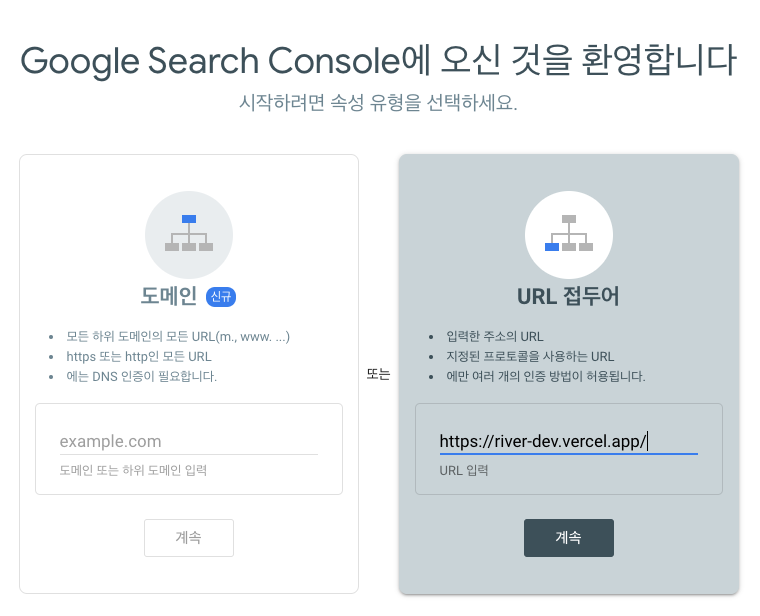 Google Search Console에 오신 것을 환영합니다
시작하려면 속성 유형을 선택하세요.
도메인 신규
• 모든 하위 도메인의 모든 URL(m., www. ...)
• https 또는 http인 모든 URL
• 에는 DNS 인증이 필요합니다.
example.com
도메인 또는 하위 도메인 입력
계속
또는
URL 접두어
• 입력한 주소의 URL
• 지정된 프로토콜을 사용하는 URL
• 에만 여러 개의 인증 방법이 허용됩니다.
https://river-dev.vercel.app/
URL 입력
계속